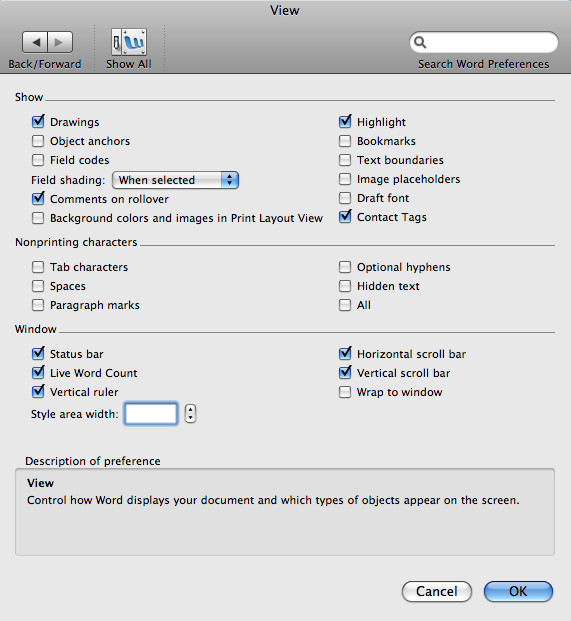 View
Back/Forward
Show All
Search Word Preferences
Show
Drawings
Highlight
Object anchors
Bookmarks
Field codes
Text boundaries
Field shading: When selected
Image placeholders
Comments on rollover
Draft font
Background colors and images in Print Layout View
Contact Tags
Nonprinting characters
Tab characters
Optional hyphens
Spaces
Hidden text
Paragraph marks
All
Window
Status bar
Horizontal scroll bar
Live Word Count
Vertical scroll bar
Vertical ruler
Wrap to window
Style area width:
Description of preference
View
Control how Word displays your document and which types of objects appear on the screen.
Cancel
OK